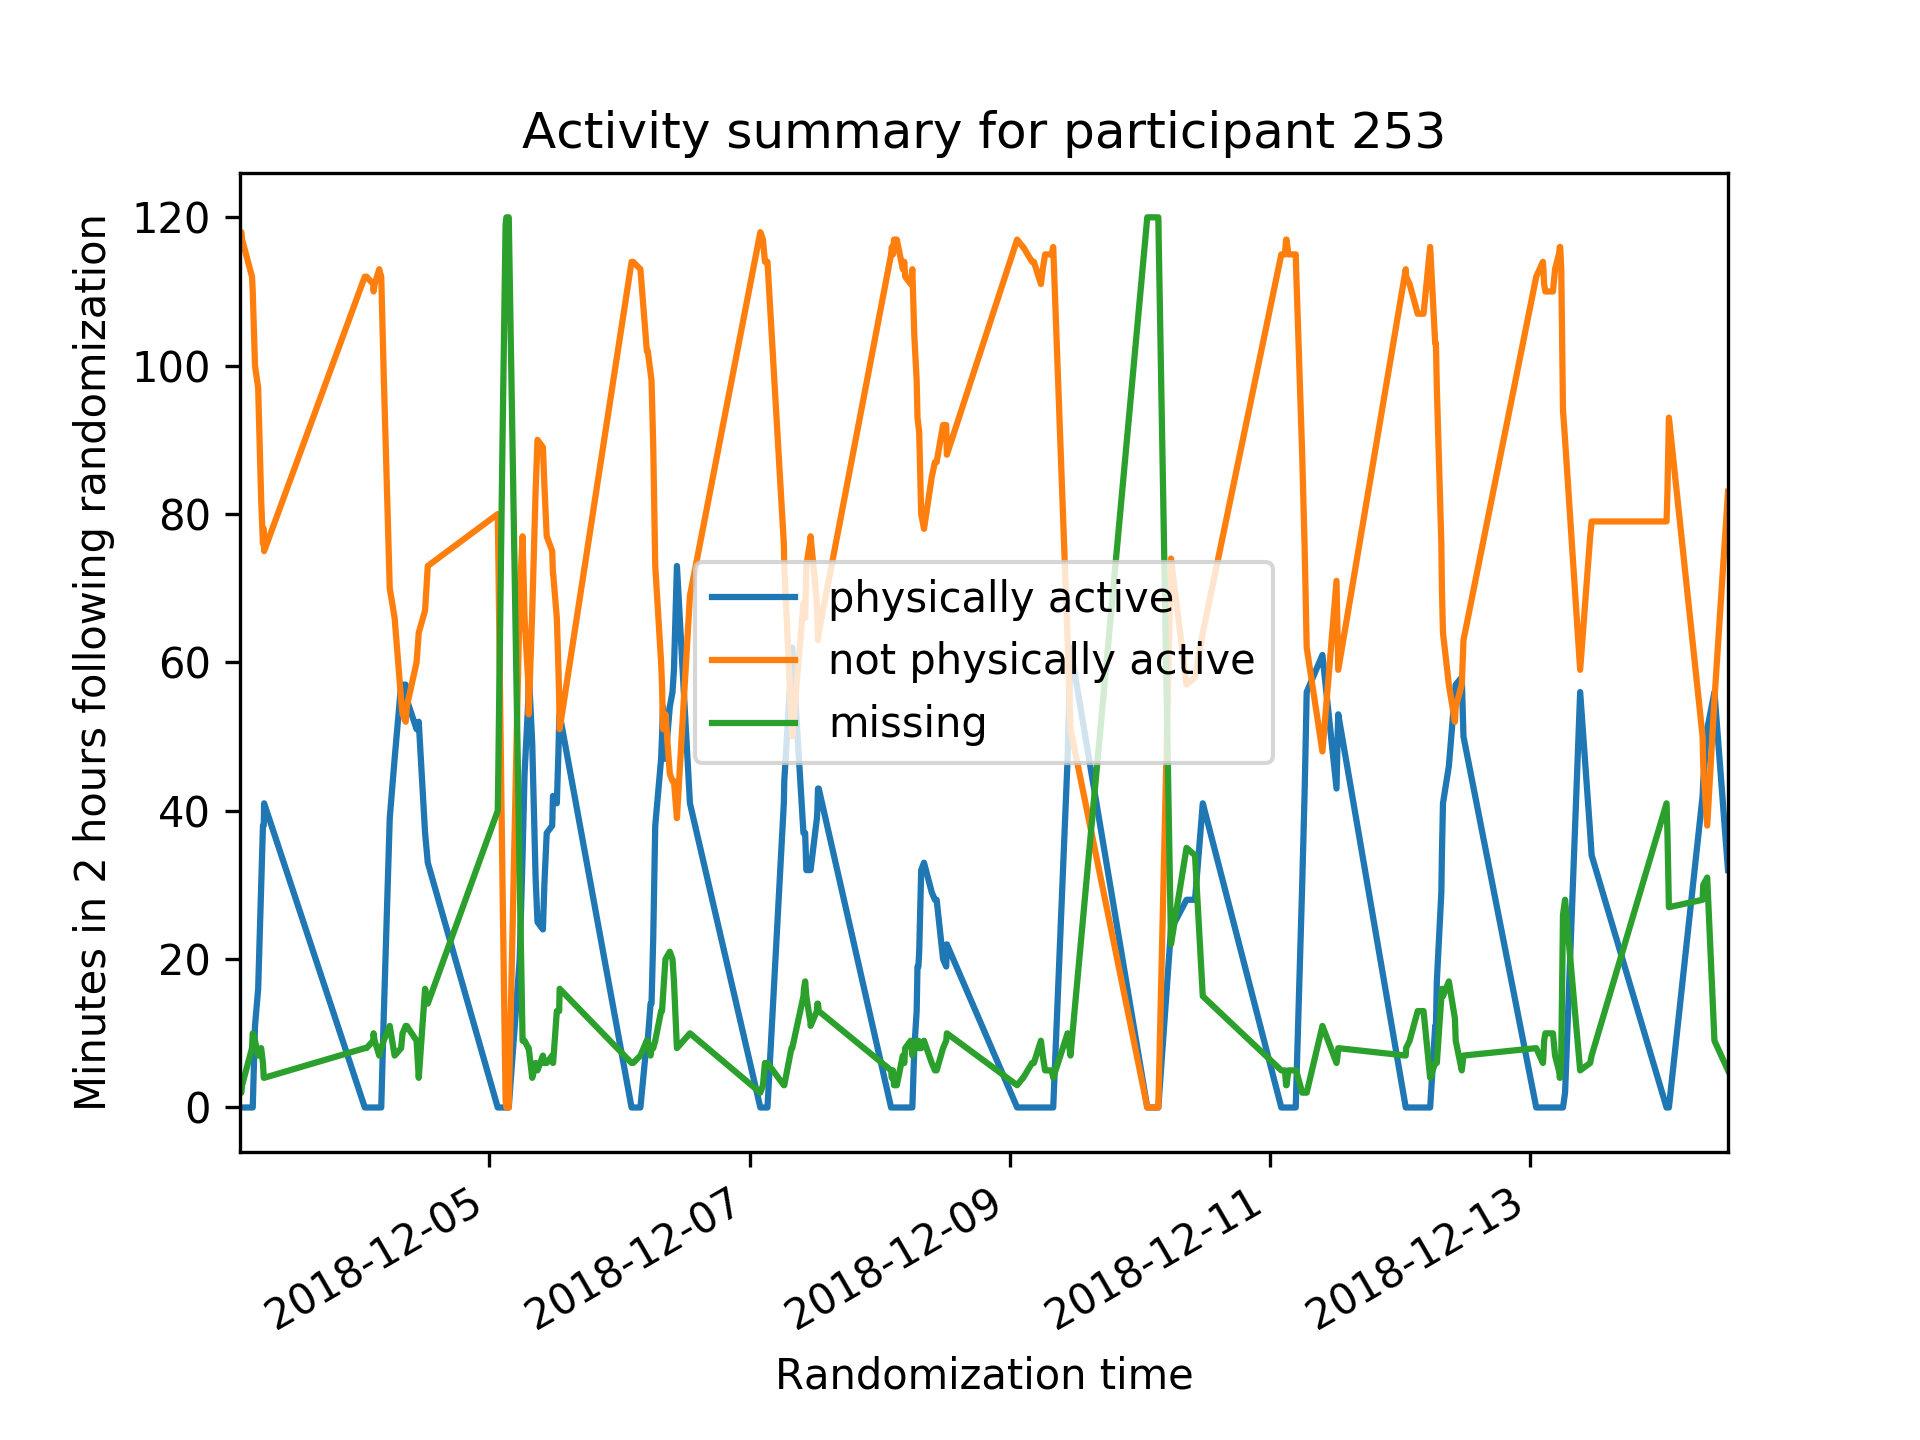 Activity summary for participant 253
Minutes in 2 hours following randomization
120
100
80
60
40
20
0
physically active
not physically active
missing
2018-12-05
2018-12-07
2018-12-09
2018-12-11
2018-12-13
Randomization time